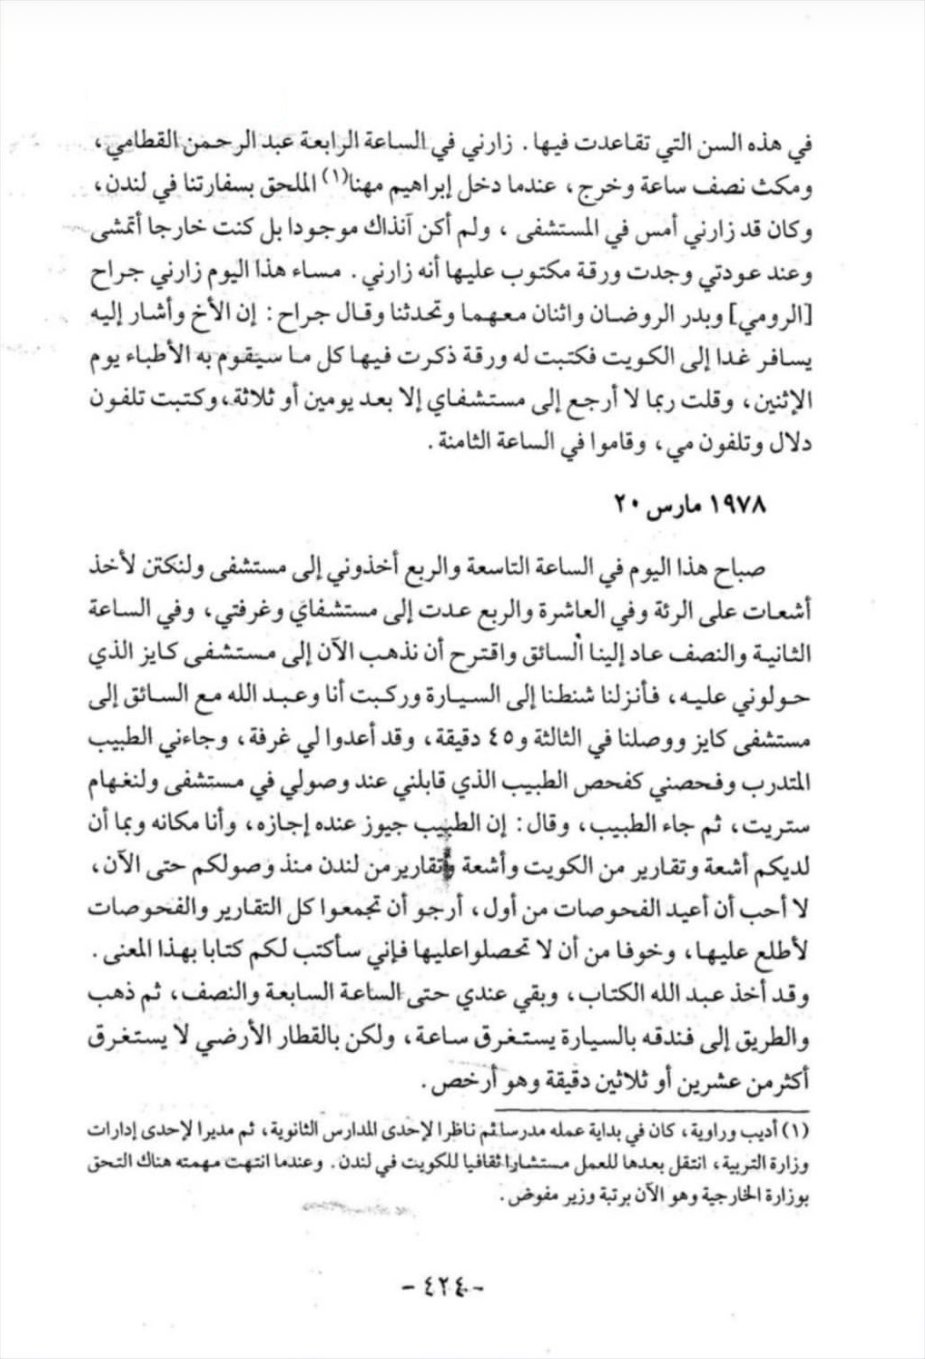 في هذه السن التي تقاعدت فيها . زارني في الساعة الرابعة عبد الرحمن القطامي ،
ومكث نصف ساعة وخرج ، عندما دخل إبراهيم مهنا(١) الملحق بسفارتنا في لندن ،
وكان قد زارني أمس في المستشفى ، ولم أكن آنذاك موجودا بل كنت خارجا أتمشى
وعند عودتي وجدت ورقة مكتوب عليها أنه زارني . مساء هذا اليوم زارني جراح
[الرومي] وبدر الروضان واثنان معهما وتحدثنا وقال جراح : إن الأخ وأشار إليه
يسافر غدا إلى الكويت فكتبت له ورقة ذكرت فيها كل ما سيقوم به الأطباء يوم
الإثنين ، وقلت ربما لا أرجع إلى مستشفاي إلا بعد يومين أو ثلاثة ، وكتبت تلفون
دلال وتلفون مي ، وقاموا في الساعة الثامنة .
١٩٧٨ مارس ٢٠
صباح هذا اليوم في الساعة التاسعة والربع أخذوني إلى مستشفى ولنكتن لأخذ
أشعات على الرئة وفي العاشرة والربع عدت إلى مستشفاي وغرفتي ، وفي الساعة
الثانية والنصف عاد إلينا السائق واقترح أن نذهب الآن إلى مستشفى كايز الذي
حولوني عليه ، فأنزلنا شنطنا إلى السيارة وركبت أنا وعبد الله مع السائق إلى
مستشفى كايز ووصلنا في الثالثة و٤٥ دقيقة ، وقد أعدوا لي غرفة ، وجاءني الطبيب
المتدرب وفحصني كفحص الطبيب الذي قابلني عند وصولي في مستشفى ولنغهام
ستريت ، ثم جاء الطبيب ، وقال : إن الطبيب جيوز عنده إجازه ، وأنا مكانه وبما أن
لديكم أشعة وتقارير من الكويت وأشعة وتقارير من لندن منذ وصولكم حتى الآن ،
لا أحب أن أعيد الفحوصات من أول ، أرجو أن تجمعوا كل التقارير والفحوصات
لأطلع عليها ، وخوفا من أن لا تحصلوا عليها فإني سأكتب لكم كتابا بهذا المعنى .
وقد أخذ عبد الله الكتاب ، وبقي عندي حتى الساعة السابعة والنصف ، ثم ذهب
والطريق إلى فندقه بالسيارة يستغرق ساعة ، ولكن بالقطار الأرضي لا يستغرق
أكثر من عشرين أو ثلاثين دقيقة وهو أرخص .
(١) أديب وراوية ، كان في بداية عمله مدرسا ثم ناظرا لإحدى المدارس الثانوية ، ثم مديرا لإحدى إدارات
وزارة التربية ، انتقل بعدها للعمل مستشارا ثقافيا للكويت في لندن . وعندما انتهت مهمته هناك التحق
بوزارة الخارجية وهو الآن برتبة وزير مفوض .
- ٤٢٤ -